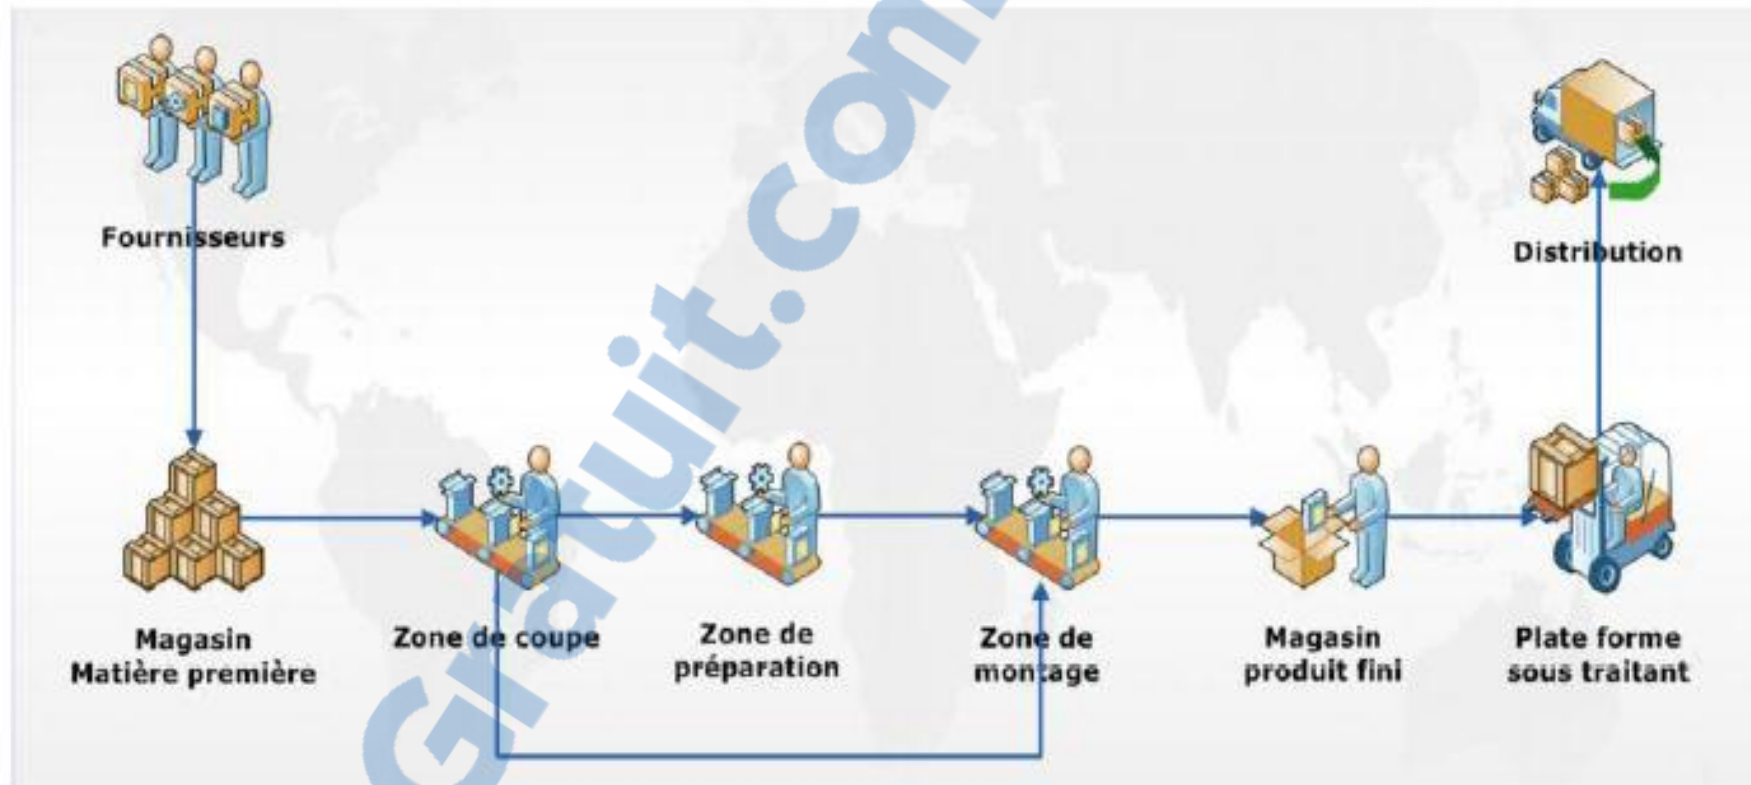 Fournisseurs
Distribution
Magasin
Matière première
Zone de coupe
Zone de
préparation
Zone de
montage
Magasin
produit fini
Plate forme
sous traitant
Gratuit.com